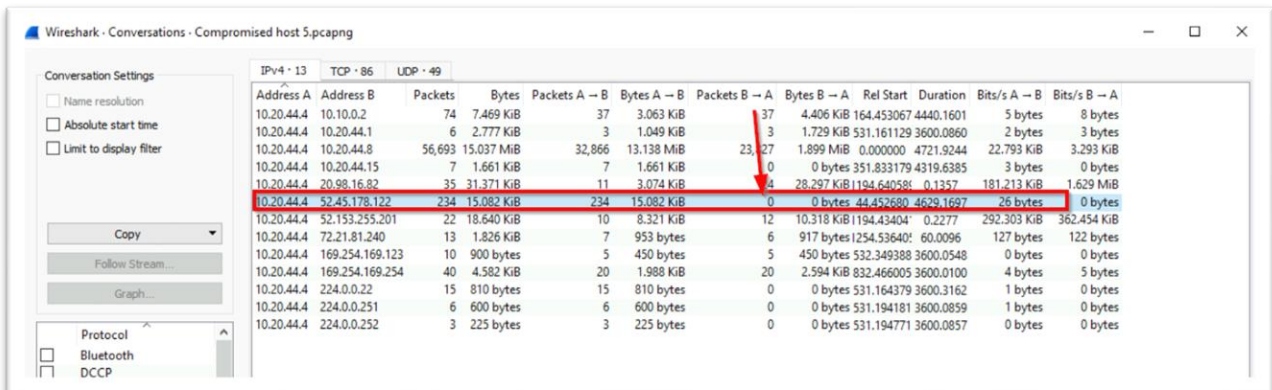 Wireshark · Conversations · Compromised host 5.pcapng
Conversation Settings
Name resolution
Absolute start time
Limit to display filter
Copy
Follow Stream...
Graph...
Protocol
Bluetooth
DCCP
IPv4 · 13 TCP · 86 UDP · 49
Address A Address B Packets Bytes Packets A → B Bytes A → B Packets B → A Bytes B → A Rel Start Duration Bits/s A → B Bits/s B → A
10.20.44.4 10.10.0.2 74 7.469 KiB 37 3.063 KiB 37 4.406 KiB 164.453067 4440.1601 5 bytes 8 bytes
10.20.44.4 10.20.44.1 6 2.777 KiB 3 1.049 KiB 3 1.729 KiB 531.161129 3600.0860 2 bytes 3 bytes
10.20.44.4 10.20.44.8 56,693 15.037 MiB 32,866 13.138 MiB 1.899 MiB 0.000000 4721.9244 22.793 KiB 3.293 KiB
10.20.44.4 10.20.44.15 7 1.661 KiB 7 1.661 KiB 0 0 bytes 351.833179 4319.6385 3 bytes 0 bytes
10.20.44.4 20.98.16.82 35 31.371 KiB 11 3.074 KiB 28.297 KiB 0.1357 181.213 KiB 1.629 MiB
10.20.44.4 52.45.178.122 234 15.082 KiB 234 15.082 KiB 0 0 bytes 44.452680 4629.1697 26 bytes 0 bytes
10.20.44.4 52.153.255.201 22 18.640 KiB 10 8.321 KiB 12 10.318 KiB 0.2277 292.303 KiB 362.454 KiB
10.20.44.4 72.21.81.240 13 1.826 KiB 7 953 bytes 6 917 bytes 60.0096 127 bytes 122 bytes
10.20.44.4 169.254.169.123 10 900 bytes 5 450 bytes 5 450 bytes 532.349388 3600.0548 0 bytes 0 bytes
10.20.44.4 169.254.169.254 40 4.582 KiB 20 1.988 KiB 20 2.594 KiB 832.466005 3600.0100 4 bytes 5 bytes
10.20.44.4 224.0.0.22 15 810 bytes 15 810 bytes 0 0 bytes 531.164379 3600.3162 1 bytes 0 bytes
10.20.44.4 224.0.0.251 6 600 bytes 6 600 bytes 0 0 bytes 531.194181 3600.0859 1 bytes 0 bytes
10.20.44.4 224.0.0.252 3 225 bytes 3 225 bytes 0 0 bytes 531.194771 3600.0857 0 bytes 0 bytes